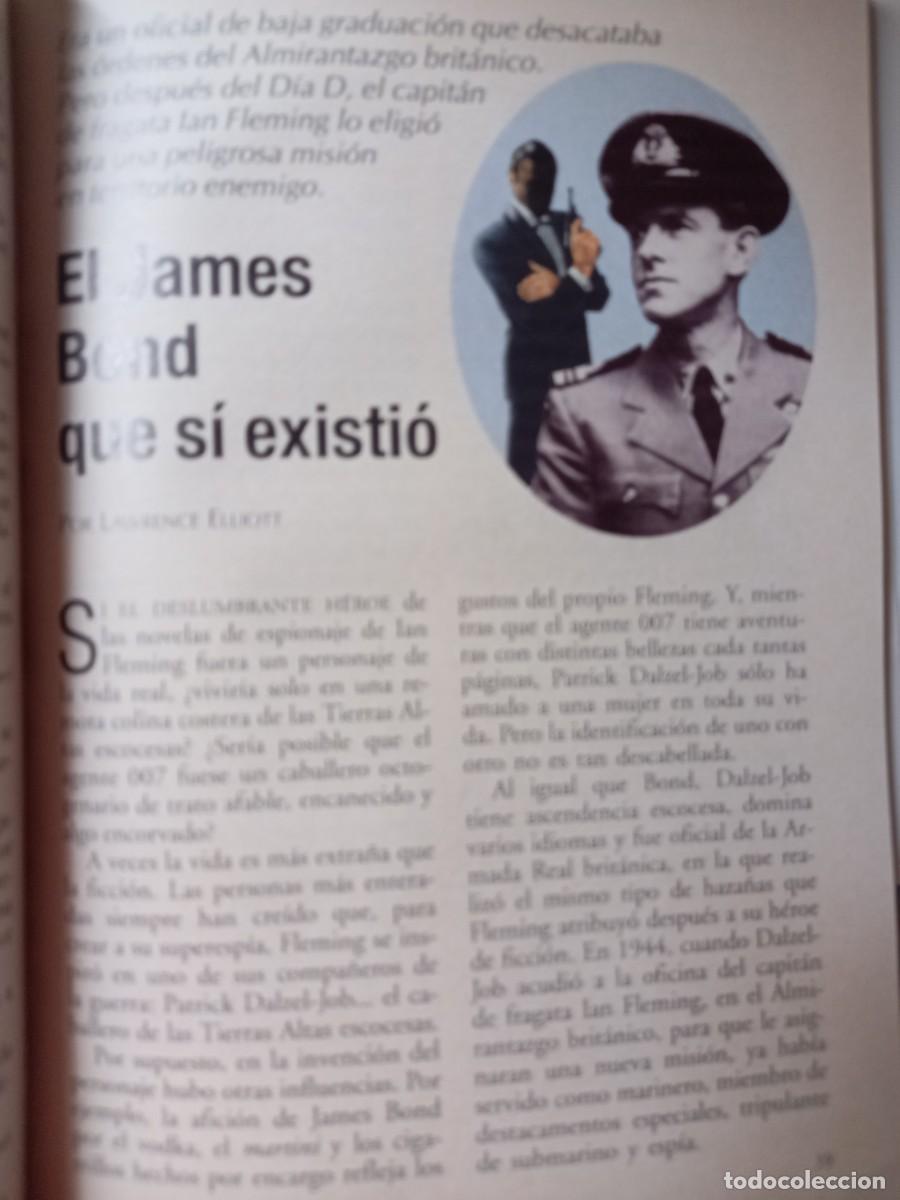 un oficial de baja graduación que desacataba
órdenes del Almirantazgo británico.
Pero después del Día D, el capitán
de fragata Ian Fleming lo eligió
para una peligrosa misión
en territorio enemigo.
El James
Bond
que sí existió
POR LAWRENCE ELLIOTT
SI EL DESLUMBRANTE HÉROE de
las novelas de espionaje de Ian
Fleming fuera un personaje de
la vida real, ¿viviría solo en una re-
mota colina costera de las Tierras Al-
tas escocesas? ¿Sería posible que el
agente 007 fuese un caballero octo-
genario de trato afable, encanecido y
algo encorvado?
A veces la vida es más extraña que
la ficción. Las personas más entera-
das siempre han creído que, para
crear a su superespía, Fleming se ins-
piró en uno de sus compañeros de
la guerra: Patrick Dalzel-Job... el ca-
ballero de las Tierras Altas escocesas.
Por supuesto, en la invención del
personaje hubo otras influencias. Por
ejemplo, la afición de James Bond
por el vodka, el martini y los ciga-
rrillos hechos por encargo refleja los
gustos del propio Fleming. Y, mien-
tras que el agente 007 tiene aventu-
ras con distintas bellezas cada tantas
páginas, Patrick Dalzel-Job sólo ha
amado a una mujer en toda su vi-
da. Pero la identificación de uno con
otro no es tan descabellada.
Al igual que Bond, Dalzel-Job
tiene ascendencia escocesa, domina
varios idiomas y fue oficial de la Ar-
mada Real británica, en la que rea-
lizó el mismo tipo de hazañas que
Fleming atribuyó después a su héroe
de ficción. En 1944, cuando Dalzel-
Job acudió a la oficina del capitán
de fragata Ian Fleming, en el Almi-
rantazgo británico, para que le asig-
naran una nueva misión, ya había
servido como marinero, miembro de
destacamentos especiales, tripulante
de submarino y espía.
todocoleccion